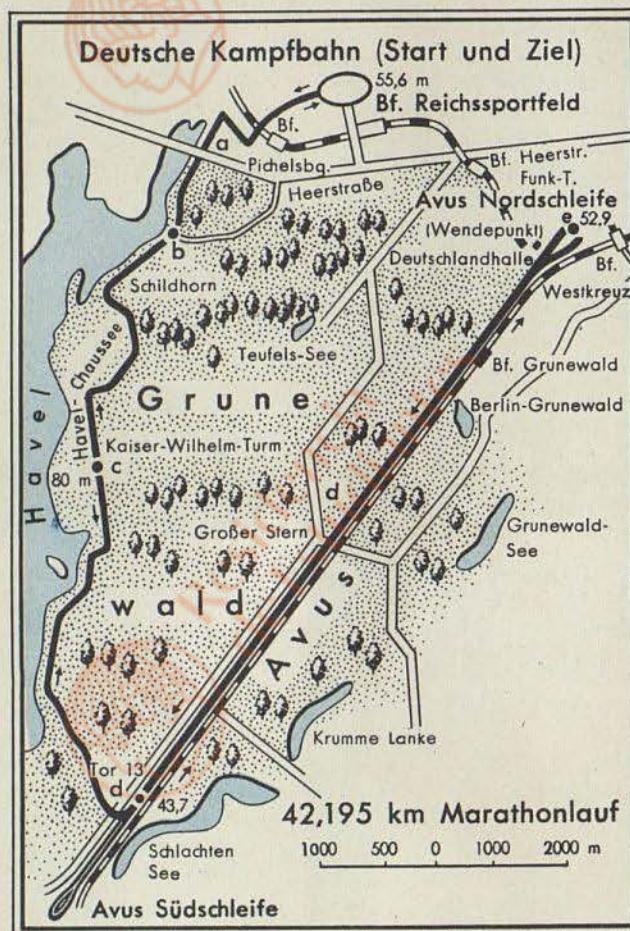 Deutsche Kampfbahn (Start und Ziel)
55,6 m
Bf. Reichssportfeld
Bf.
a
Pichelsbg.
Heerstraße
Bf. Heerstr.
Funk-T.
Avus Nordschleife
(Wendepunkt)
e
52,9
Deutschlandhalle
Bf.
Westkreuz
b
Schildhorn
Teufels-See
Havel-Chaussee
Havel
Grune
Bf. Grunewald
Berlin-Grunewald
Kaiser-Wilhelm-Turm
80 m
c
d
Großer Stern
Grunewald-
See
wald
Avus
Krumme Lanke
Tor 13
d
43,7
42,195 km Marathonlauf
Schlachten
See
1000 500 0 1000 2000 m
Avus Südschleife